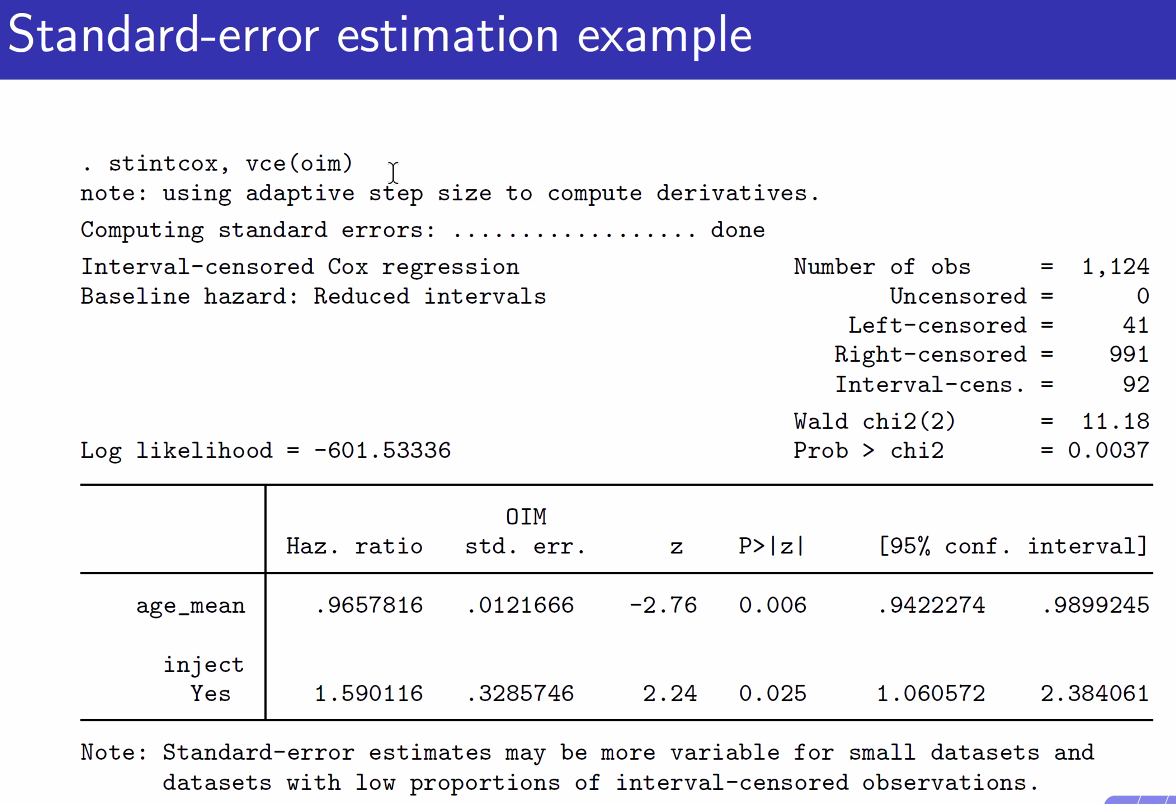 Standard-error estimation example
. stintcox, vce(oim)
note: using adaptive step size to compute derivatives.
Computing standard errors: .................. done
Interval-censored Cox regression Number of obs = 1,124
Baseline hazard: Reduced intervals Uncensored = 0
Left-censored = 41
Right-censored = 991
Interval-cens. = 92
Wald chi2(2) = 11.18
Log likelihood = -601.53336 Prob > chi2 = 0.0037
OIM
Haz. ratio std. err. z P>|z| [95% conf. interval]
age_mean .9657816 .0121666 -2.76 0.006 .9422274 .9899245
inject
Yes 1.590116 .3285746 2.24 0.025 1.060572 2.384061
Note: Standard-error estimates may be more variable for small datasets and
datasets with low proportions of interval-censored observations.